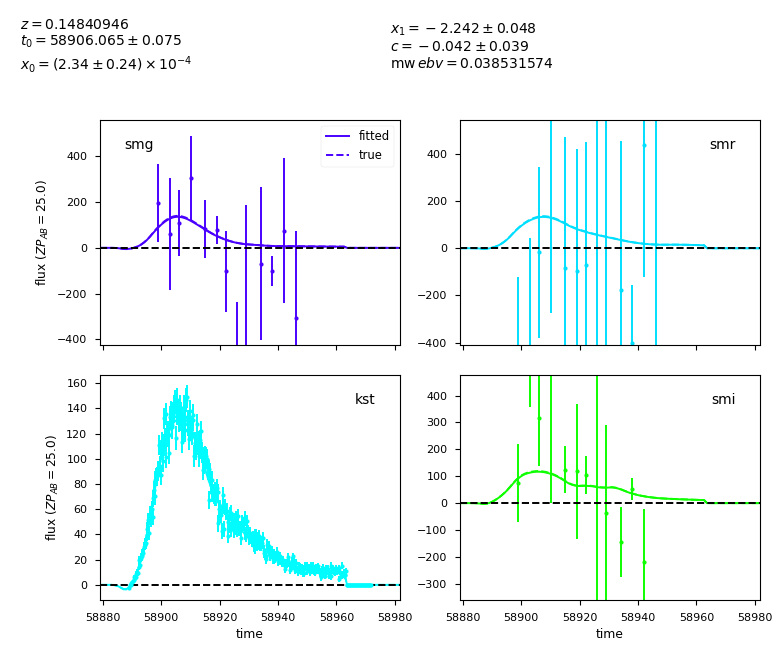 z = 0.14840946
t₀ = 58906.065 ± 0.075
x₀ = (2.34 ± 0.24) × 10⁻⁴
x₁ = −2.242 ± 0.048
c = −0.042 ± 0.039
mw ebv = 0.038531574
smg
fitted
true
400
200
0
−200
−400
flux (ZP_AB = 25.0)
smr
400
200
0
−200
−400
kst
160
140
120
100
80
60
40
20
0
flux (ZP_AB = 25.0)
58880 58900 58920 58940 58960 58980
time
smi
400
300
200
100
0
−100
−200
−300
58880 58900 58920 58940 58960 58980
time